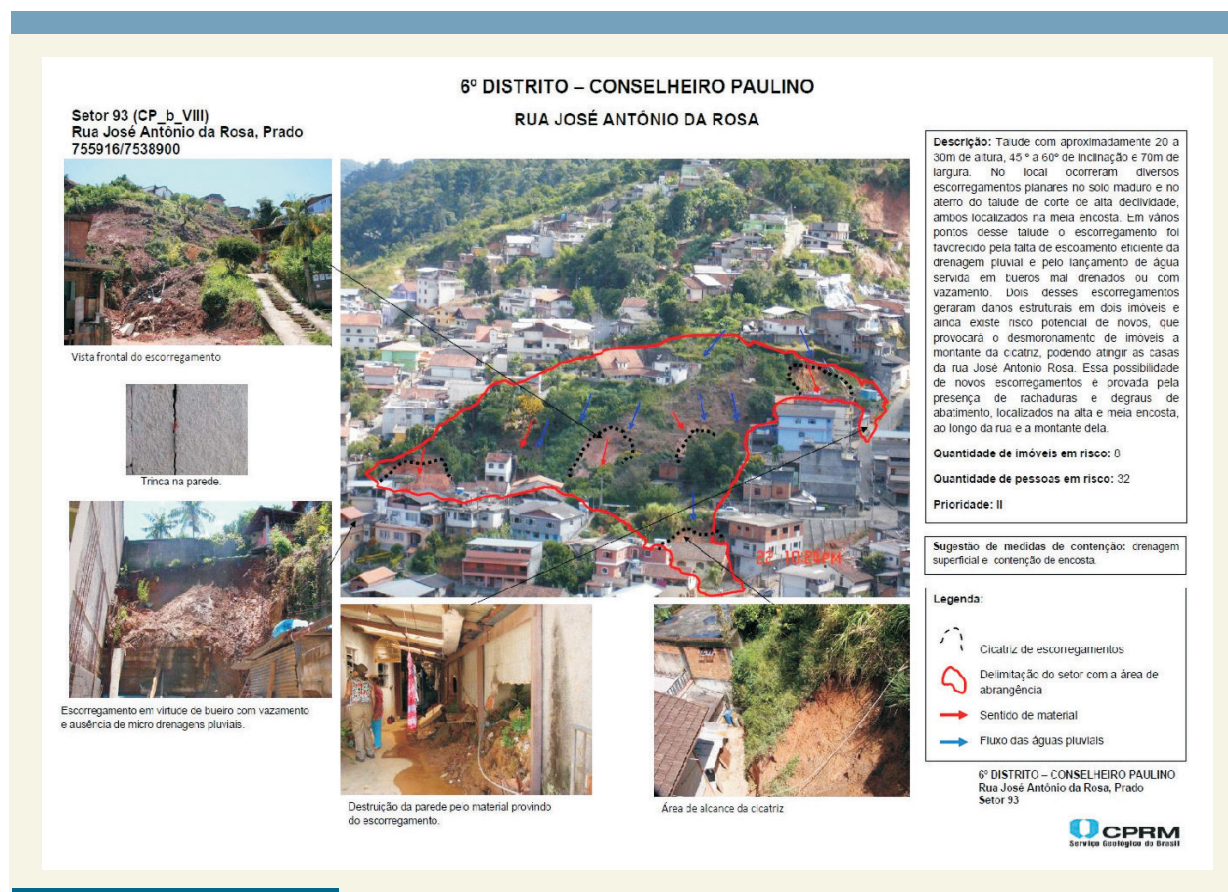 6º DISTRITO – CONSELHEIRO PAULINO
RUA JOSÉ ANTÔNIO DA ROSA
Setor 93 (CP_b_VIII)
Rua José Antônio da Rosa, Prado
755916/7538900
Vista frontal do escorregamento
Trinca na parede.
Escorregamento em virtude de bueiro com vazamento
e ausência de micro drenagens pluviais.
Destruição da parede pelo material provindo
do escorregamento.
Área de alcance da cicatriz
Descrição: Talude com aproximadamente 20 a
30m de altura, 45º a 60º de inclinação e 70m de
largura. No local ocorreram diversos
escorregamentos planares no solo maduro e no
aterro do talude de corte de alta declividade,
ambos localizados na meia encosta. Em vários
pontos desse talude o escorregamento foi
favorecido pela falta de escoamento eficiente da
drenagem pluvial e pelo lançamento de água
servida em bueros mal drenados ou com
vazamento. Dois desses escorregamentos
geraram danos estruturais em dois imóveis e
ainca existe risco potencial de novos, que
provocará o desmoronamento de imóveis a
montante da cicatriz, podendo atingir as casas
da rua José Antonio Rosa. Essa possibilidade
de novos escorregamentos é provada pela
presença de rachaduras e degraus de
abatimento, localizados na alta e meia encosta,
ao longo da rua e a montante dela.
Quantidade de imóveis em risco:
Quantidade de pessoas em risco: 32
Prioridade: II
Sugestão de medidas de contenção: drenagem
superficial e contenção de encosta
Legenda:
Cicatriz de escorregamentos
Delimitação do setor com a área de
abrangência
Sentido de material
Fluxo das águas pluviais
6º DISTRITO – CONSELHEIRO PAULINO
Rua José Antônio da Rosa, Prado
Setor 93
CPRM
Serviço Geológico do Brasil